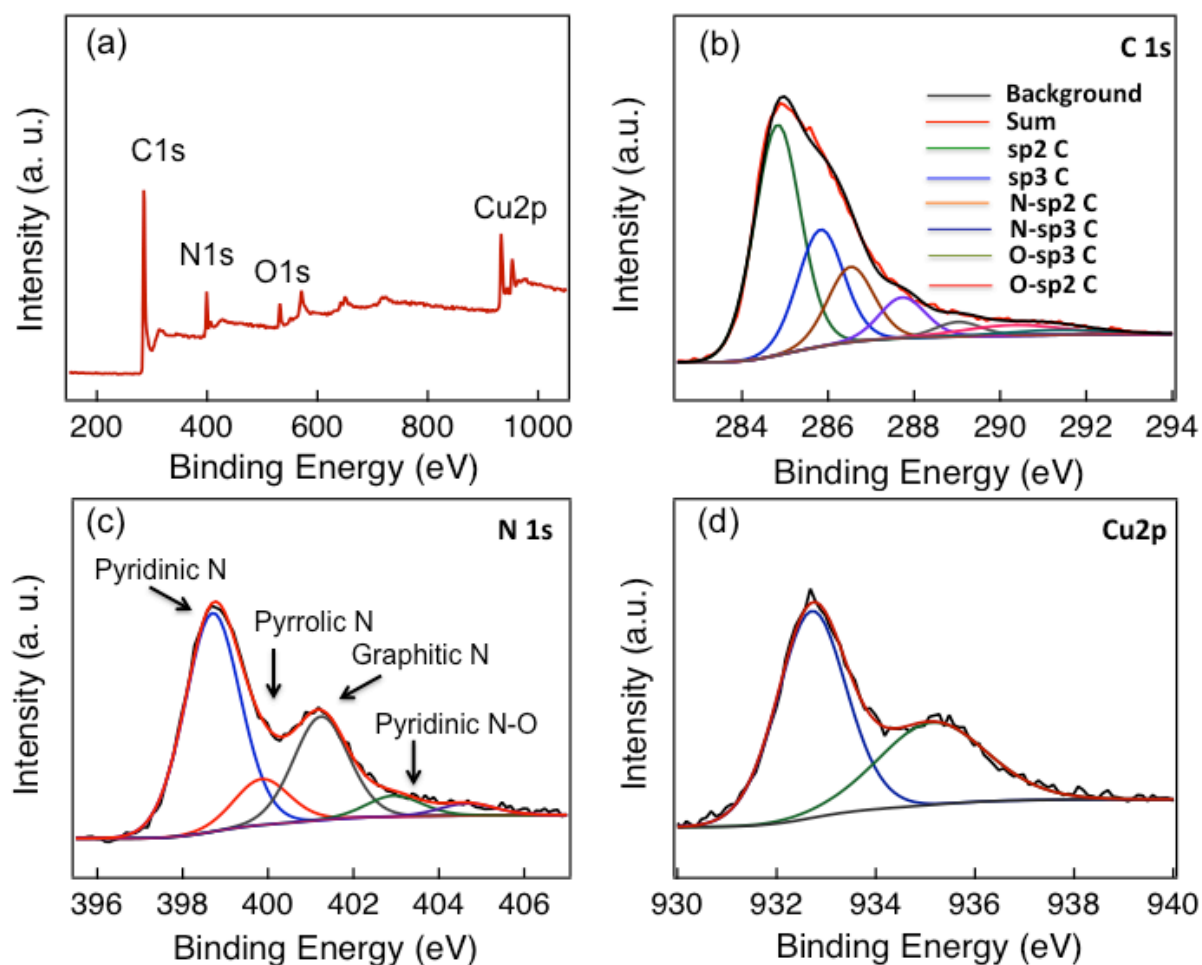 (a)
C1s
N1s
O1s
Cu2p
Intensity (a. u.)
200 400 600 800 1000
Binding Energy (eV)
(b)
C 1s
Background
Sum
sp2 C
sp3 C
N-sp2 C
N-sp3 C
O-sp3 C
O-sp2 C
Intensity (a.u.)
284 286 288 290 292 294
Binding Energy (eV)
(c)
N 1s
Pyridinic N
Pyrrolic N
Graphitic N
Pyridinic N-O
Intensity (a. u.)
396 398 400 402 404 406
Binding Energy (eV)
(d)
Cu2p
Intensity (a.u.)
930 932 934 936 938 940
Binding Energy (eV)